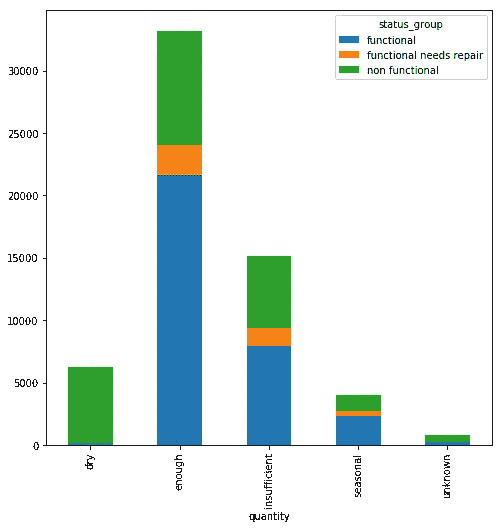 status_group
functional
functional needs repair
non functional
30000
25000
20000
15000
10000
5000
0
dry
enough
insufficient
seasonal
unknown
quantity